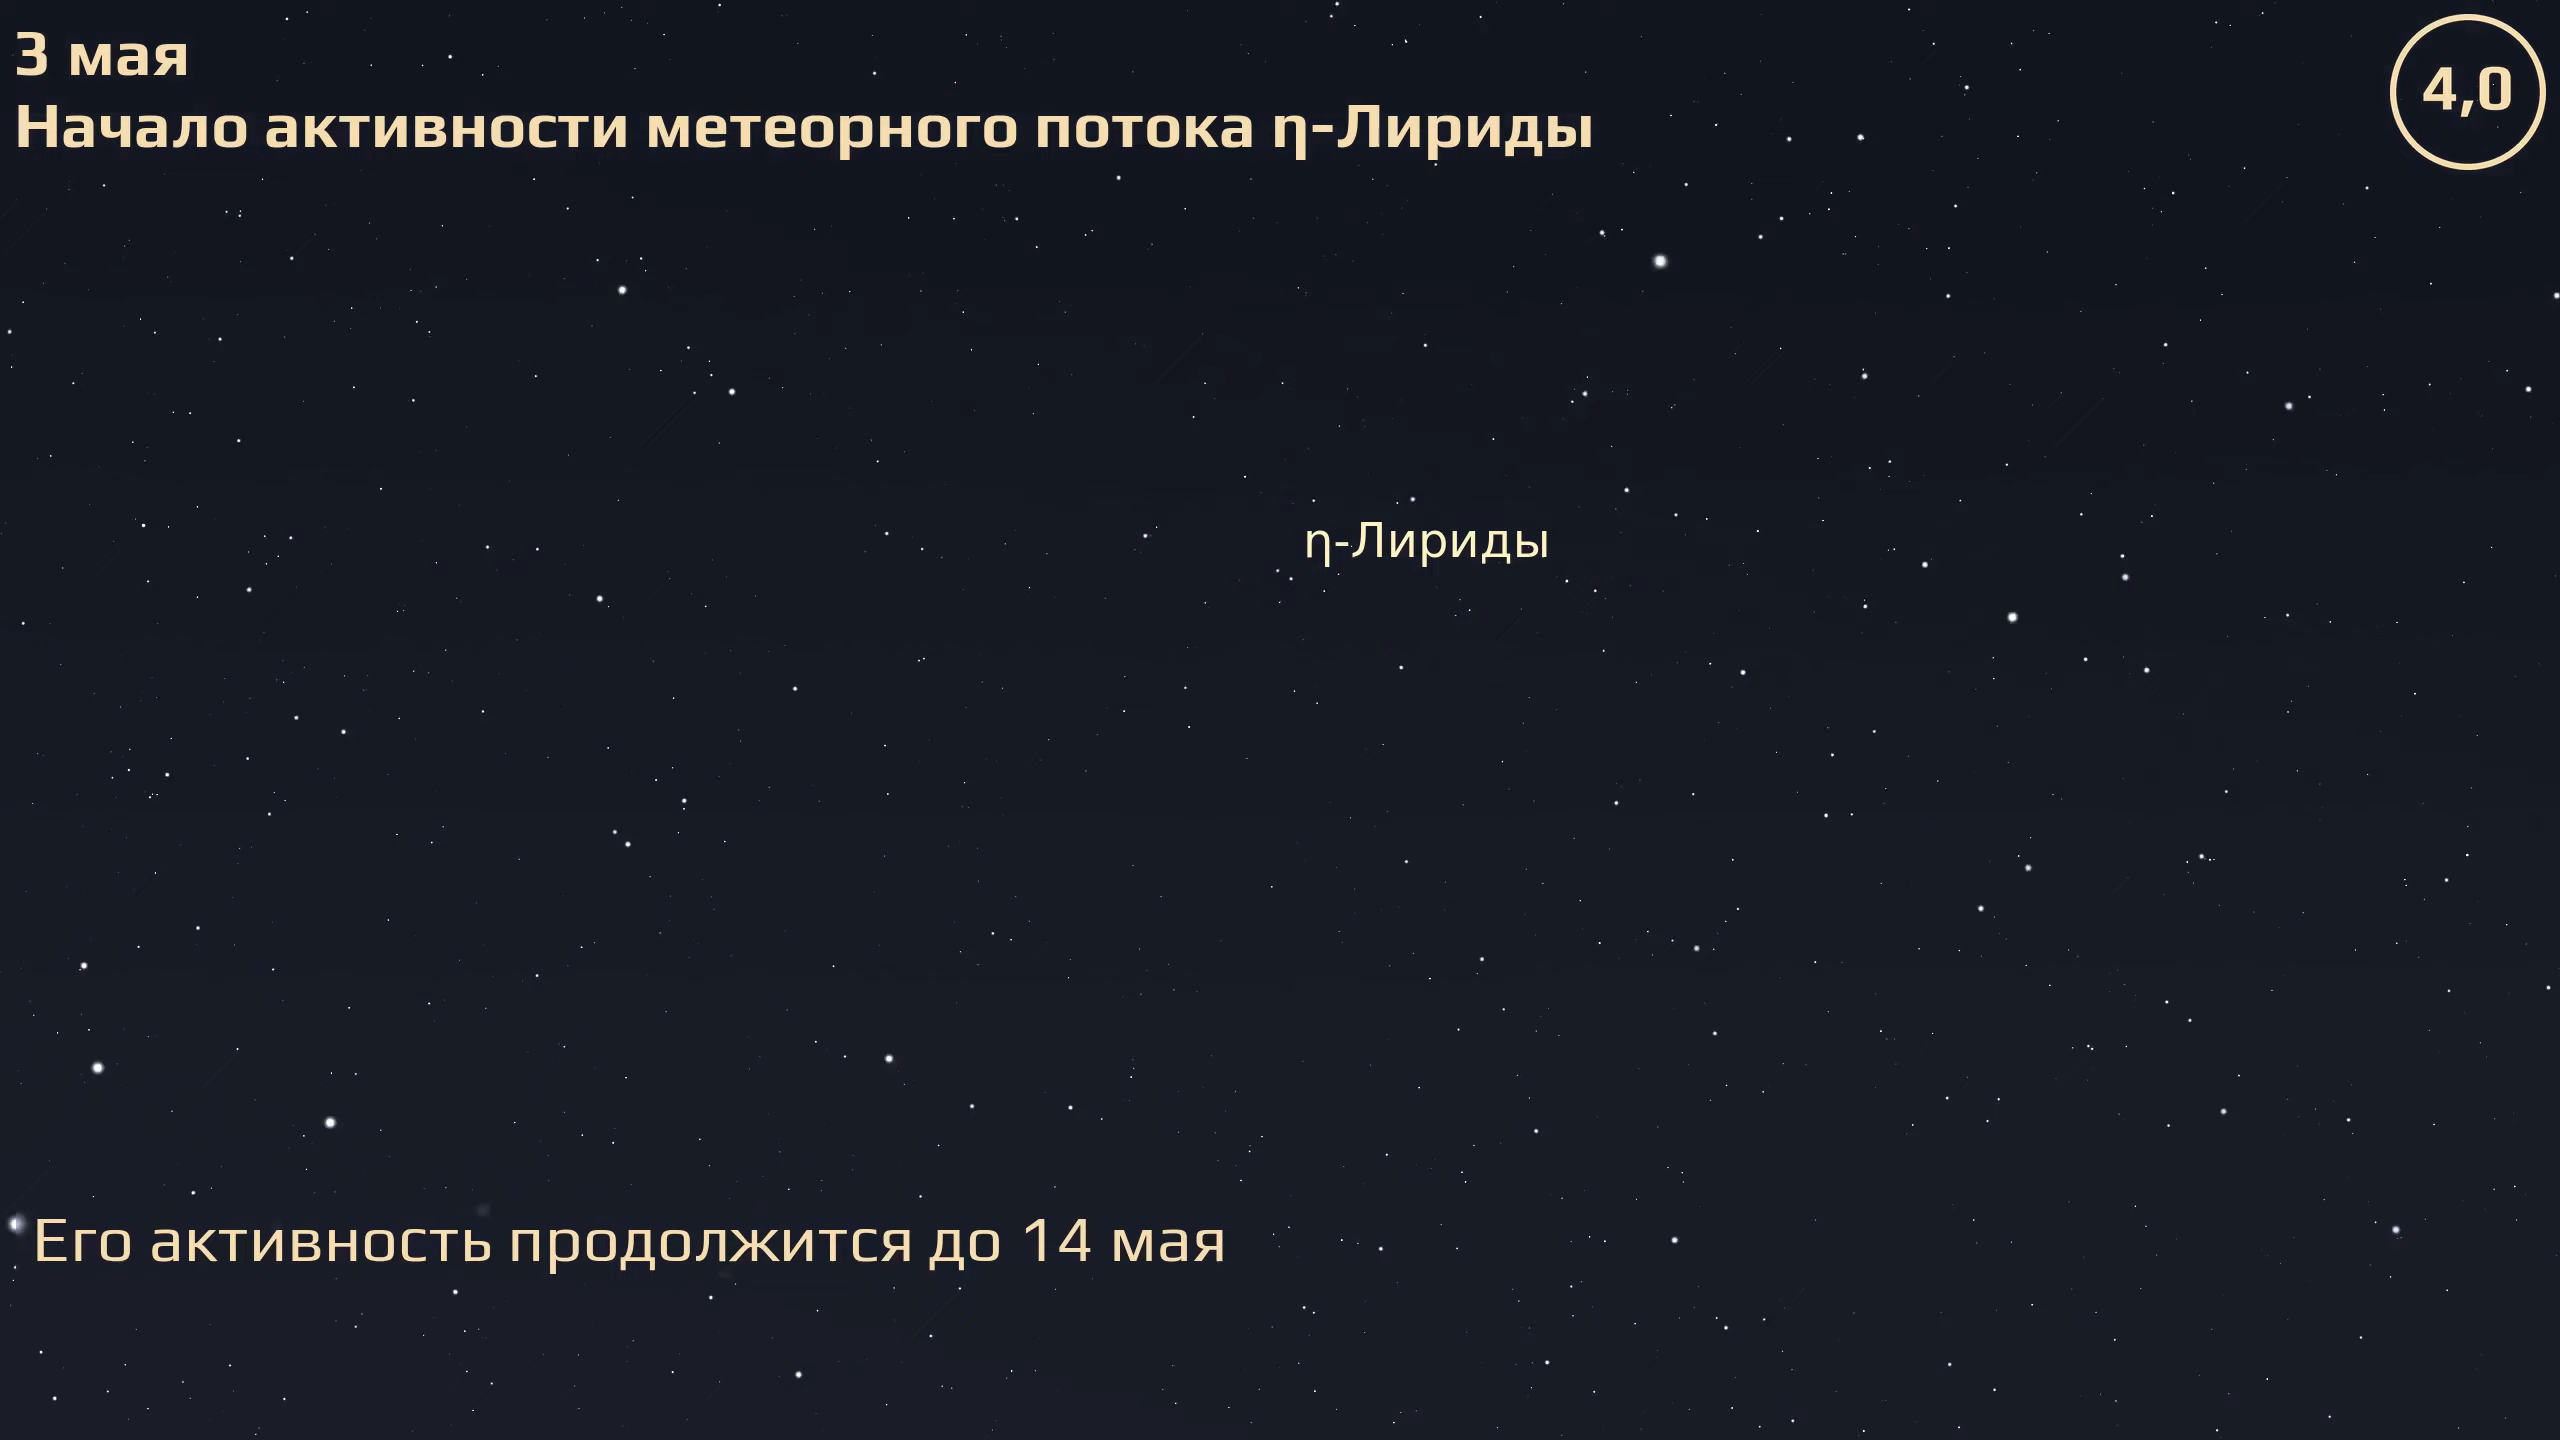 3 мая
Начало активности метеорного потока η-Лириды
4,0
η-Лириды
Его активность продолжится до 14 мая